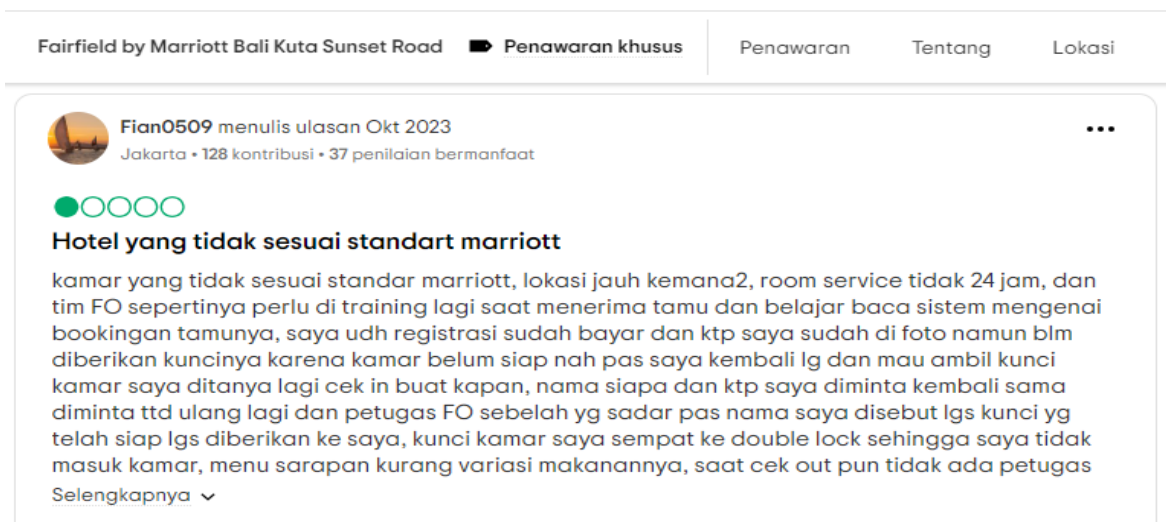 Fairfield by Marriott Bali Kuta Sunset Road Penawaran khusus Penawaran Tentang Lokasi
Fian0509 menulis ulasan Okt 2023
Jakarta • 128 kontribusi • 37 penilaian bermanfaat
Hotel yang tidak sesuai standart marriott
kamar yang tidak sesuai standar marriott, lokasi jauh kemana2, room service tidak 24 jam, dan
tim FO sepertinya perlu di training lagi saat menerima tamu dan belajar baca sistem mengenai
bookingan tamunya, saya udh registrasi sudah bayar dan ktp saya sudah di foto namun blm
diberikan kuncinya karena kamar belum siap nah pas saya kembali lg dan mau ambil kunci
kamar saya ditanya lagi cek in buat kapan, nama siapa dan ktp saya diminta kembali sama
diminta ttd ulang lagi dan petugas FO sebelah yg sadar pas nama saya disebut lgs kunci yg
telah siap lgs diberikan ke saya, kunci kamar saya sempat ke double lock sehingga saya tidak
masuk kamar, menu sarapan kurang variasi makanannya, saat cek out pun tidak ada petugas
Selengkapnya